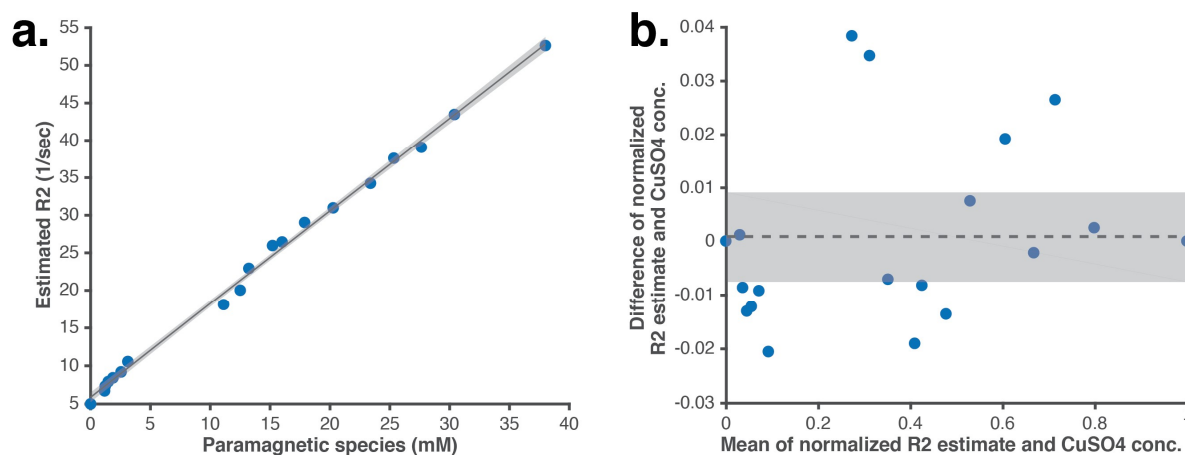 a.
55
50
45
40
35
30
25
20
15
10
5
Estimated R2 (1/sec)
0 5 10 15 20 25 30 35 40
Paramagnetic species (mM)
b.
0.04
0.03
0.02
0.01
0
-0.01
-0.02
-0.03
Difference of normalized
R2 estimate and CuSO4 conc.
0 0.2 0.4 0.6 0.8
Mean of normalized R2 estimate and CuSO4 conc.